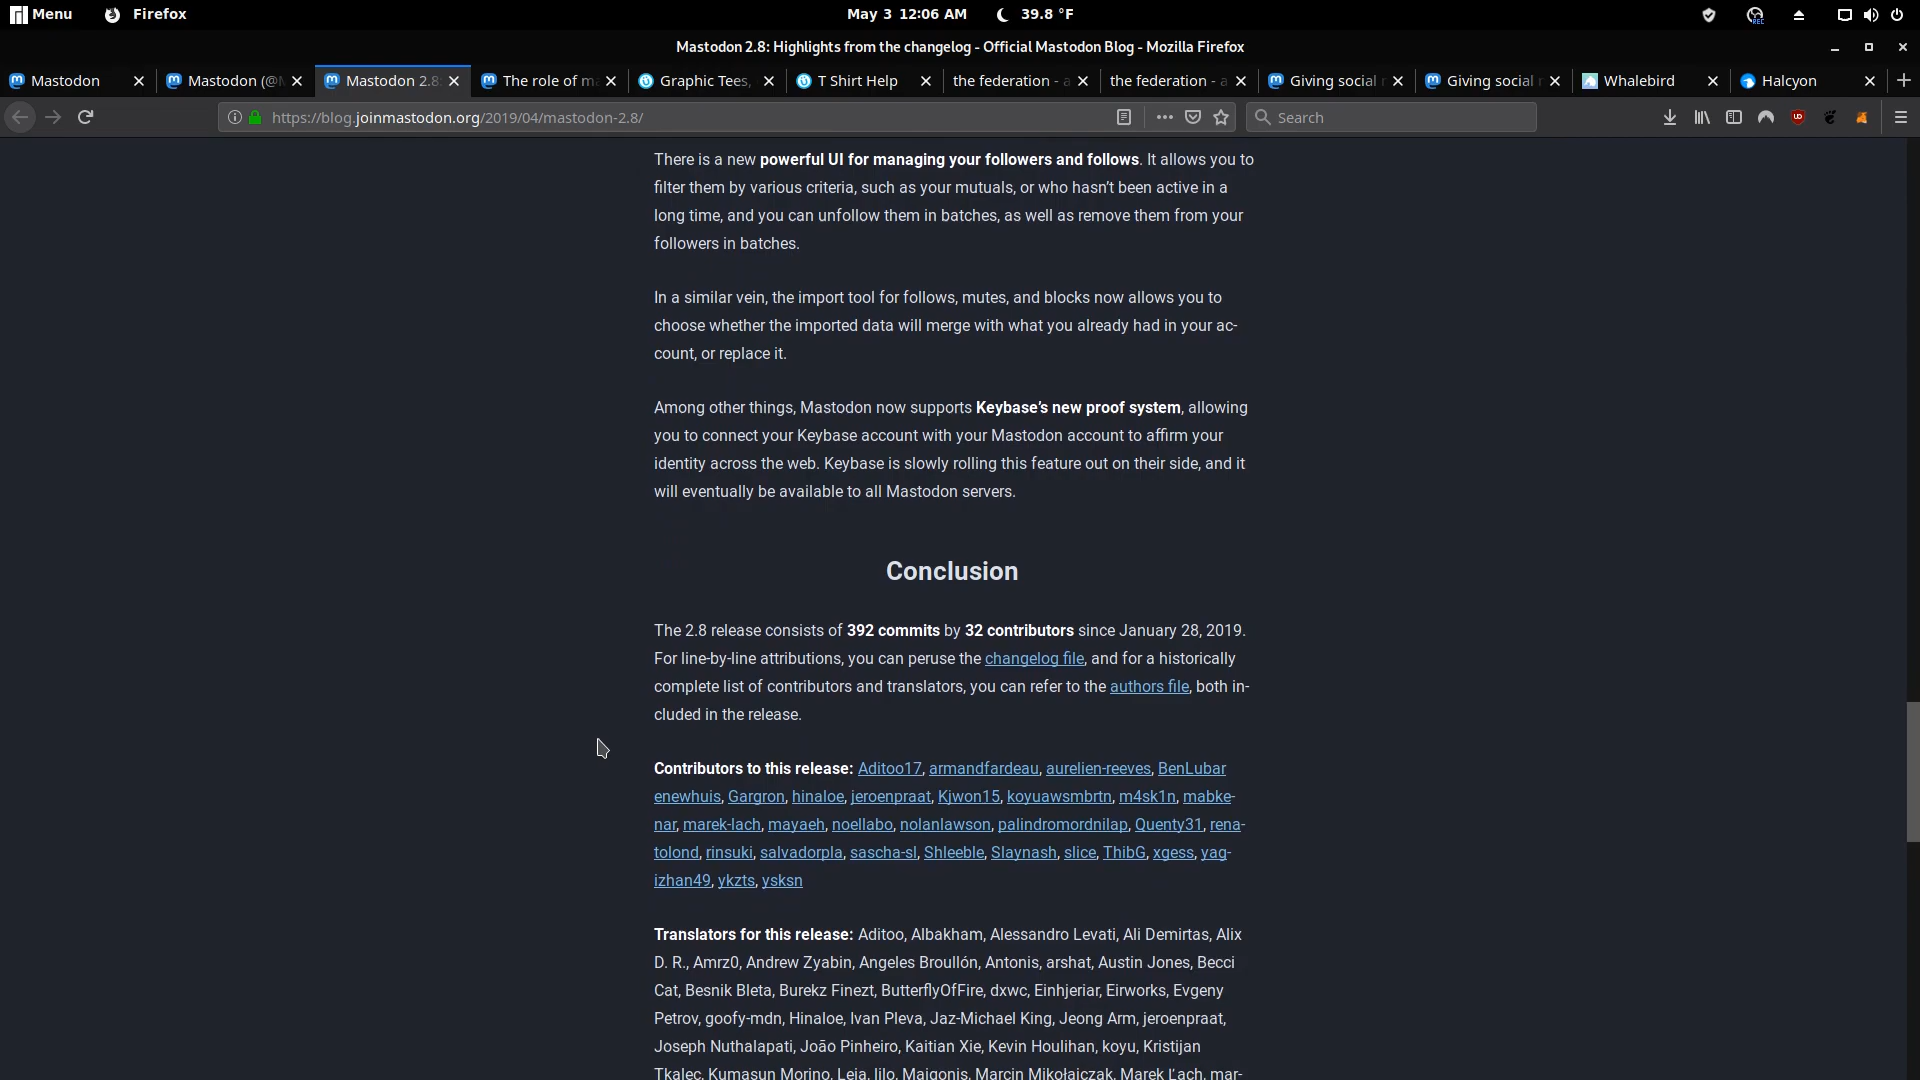 Menu Firefox May 3 12:06 AM 39.8 °F REC
Mastodon 2.8: Highlights from the changelog - Official Mastodon Blog - Mozilla Firefox
Mastodon Mastodon (@M Mastodon 2.8: The role of ma Graphic Tees, T Shirt Help the federation - a the federation - a Giving social n Giving social n Whalebird Halcyon
https://blog.joinmastodon.org/2019/04/mastodon-2.8/ Search
There is a new powerful UI for managing your followers and follows. It allows you to
filter them by various criteria, such as your mutuals, or who hasn’t been active in a
long time, and you can unfollow them in batches, as well as remove them from your
followers in batches.
In a similar vein, the import tool for follows, mutes, and blocks now allows you to
choose whether the imported data will merge with what you already had in your ac-
count, or replace it.
Among other things, Mastodon now supports Keybase’s new proof system, allowing
you to connect your Keybase account with your Mastodon account to affirm your
identity across the web. Keybase is slowly rolling this feature out on their side, and it
will eventually be available to all Mastodon servers.
Conclusion
The 2.8 release consists of 392 commits by 32 contributors since January 28, 2019.
For line-by-line attributions, you can peruse the changelog file, and for a historically
complete list of contributors and translators, you can refer to the authors file, both in-
cluded in the release.
Contributors to this release: Aditoo17, armandfardeau, aurelien-reeves, BenLubar
enewhuis, Gargron, hinaloe, jeroenpraat, Kjwon15, koyuawsmbrtn, m4sk1n, mabke-
nar, marek-lach, mayaeh, noellabo, nolanlawson, palindromordnilap, Quenty31, rena-
tolond, rinsuki, salvadorpla, sascha-sl, Shleeble, Slaynash, slice, ThibG, xgess, yag-
izhan49, ykzts, ysksn
Translators for this release: Aditoo, Albakham, Alessandro Levati, Ali Demirtas, Alix
D. R., Amrz0, Andrew Zyabin, Angeles Broullón, Antonis, arshat, Austin Jones, Becci
Cat, Besnik Bleta, Burekz Finezt, ButterflyOfFire, dxwc, Einhjeriar, Eirworks, Evgeny
Petrov, goofy-mdn, Hinaloe, Ivan Pleva, Jaz-Michael King, Jeong Arm, jeroenpraat,
Joseph Nuthalapati, João Pinheiro, Kaitian Xie, Kevin Houlihan, koyu, Kristijan
Tkalec, Kumasun Morino, Leia, lilo, Maigonis, Marcin Mikołajczak, Marek Ľach, mar-